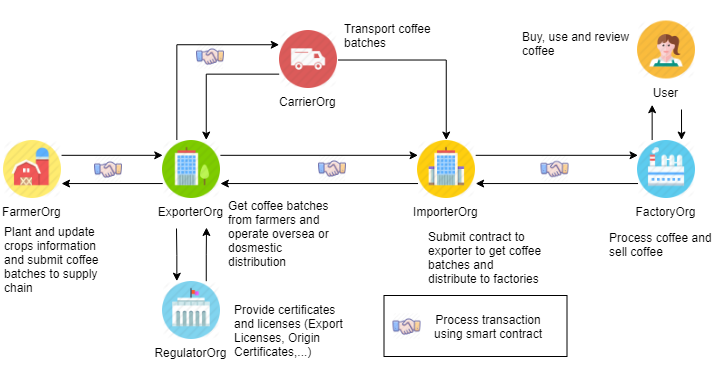 Transport coffee
batches
CarrierOrg
Buy, use and review
coffee
User
FarmerOrg
Plant and update
crops information
and submit coffee
batches to supply
chain
ExporterOrg
Get coffee batches
from farmers and
operate oversea or
dosmestic
distribution
ImporterOrg
Submit contract to
exporter to get coffee
batches and
distribute to factories
FactoryOrg
Process coffee and
sell coffee
RegulatorOrg
Provide certificates
and licenses (Export
Licenses, Origin
Certificates,...)
Process transaction
using smart contract